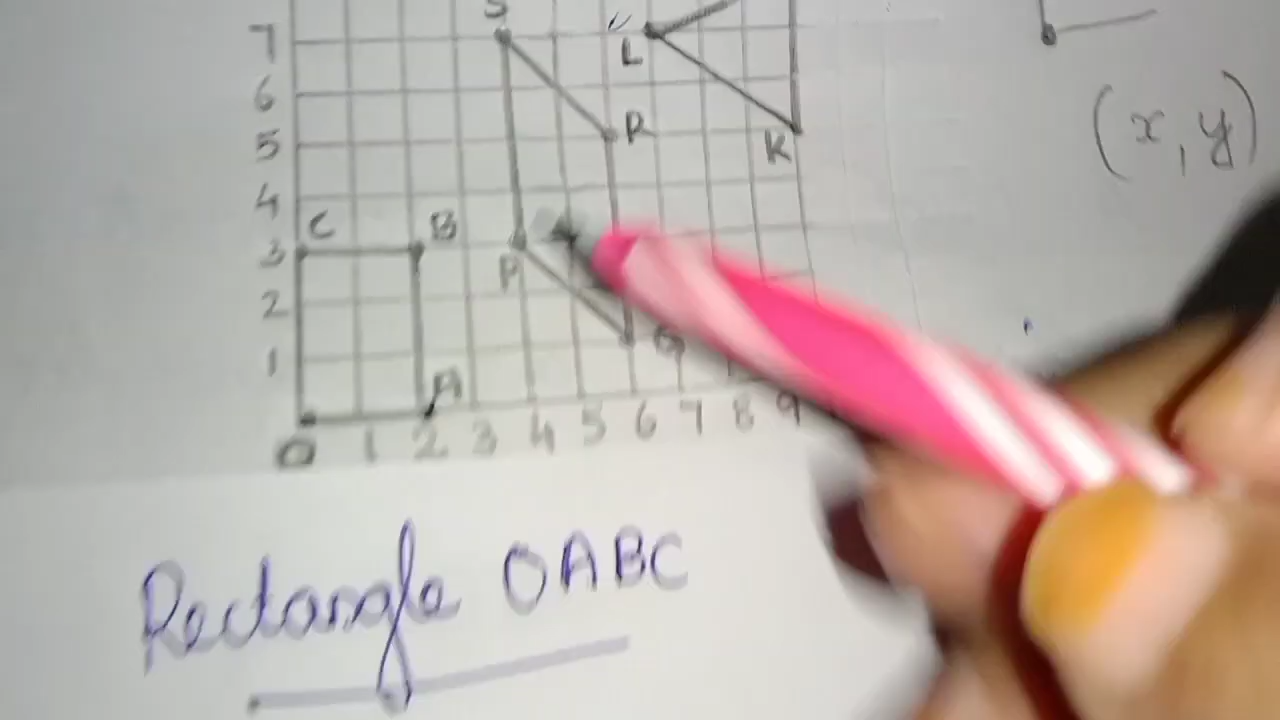 S
7 L
6
5 R K
(x, y)
4
C B
3
P
2
1 Q
A
0 1 2 3 4 5 6 7 8 9
Rectangle OABC